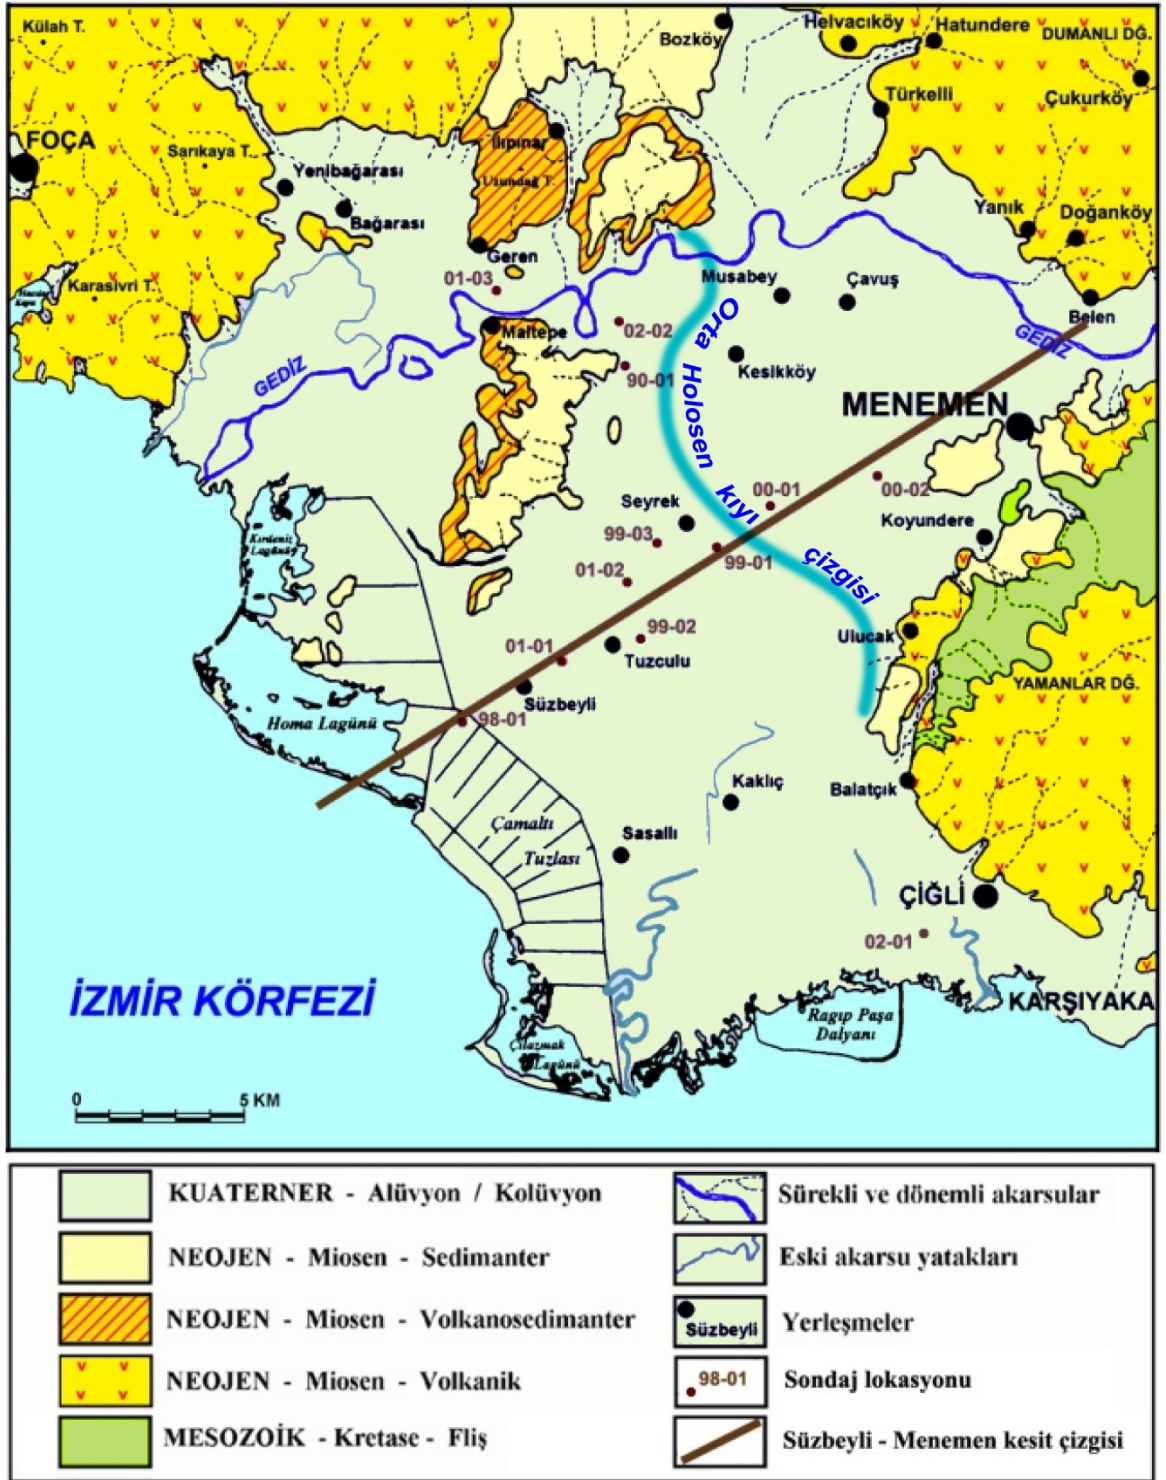 Külah T.
Bozköy
Helvacıköy
Hatundere
DUMANLI DĞ.
Çukurköy
Türkelli
FOÇA
Sarıkaya T.
Ilıpınar
Uzundağ T.
Yenibağarası
Bağarası
Yanık
Doğanköy
Geren
Karasivri T.
01-03
Musabey
Çavuş
Belen
Maltepe
02-02
Orta Holosen kıyı çizgisi
GEDİZ
GEDİZ
90-01
Kesikköy
MENEMEN
00-01
00-02
Seyrek
Koyundere
Kırdeniz
Lagünü
99-03
99-01
01-02
99-02
Ulucak
01-01
Tuzculu
YAMANLAR DĞ.
Süzbeyli
Homa Lagünü
98-01
Kaklıç
Balatçık
Çamaltı
Tuzlası
Sasallı
ÇİĞLİ
02-01
İZMİR KÖRFEZİ
KARŞIYAKA
Ragıp Paşa
Dalyanı
Çilazmak
Lagünü
0 5 KM
KUATERNER - Alüvyon / Kolüvyon
NEOJEN - Miosen - Sedimanter
NEOJEN - Miosen - Volkanosedimanter
NEOJEN - Miosen - Volkanik
MESOZOİK - Kretase - Fliş
Sürekli ve dönemli akarsular
Eski akarsu yatakları
Süzbeyli
Yerleşmeler
98-01
Sondaj lokasyonu
Süzbeyli - Menemen kesit çizgisi